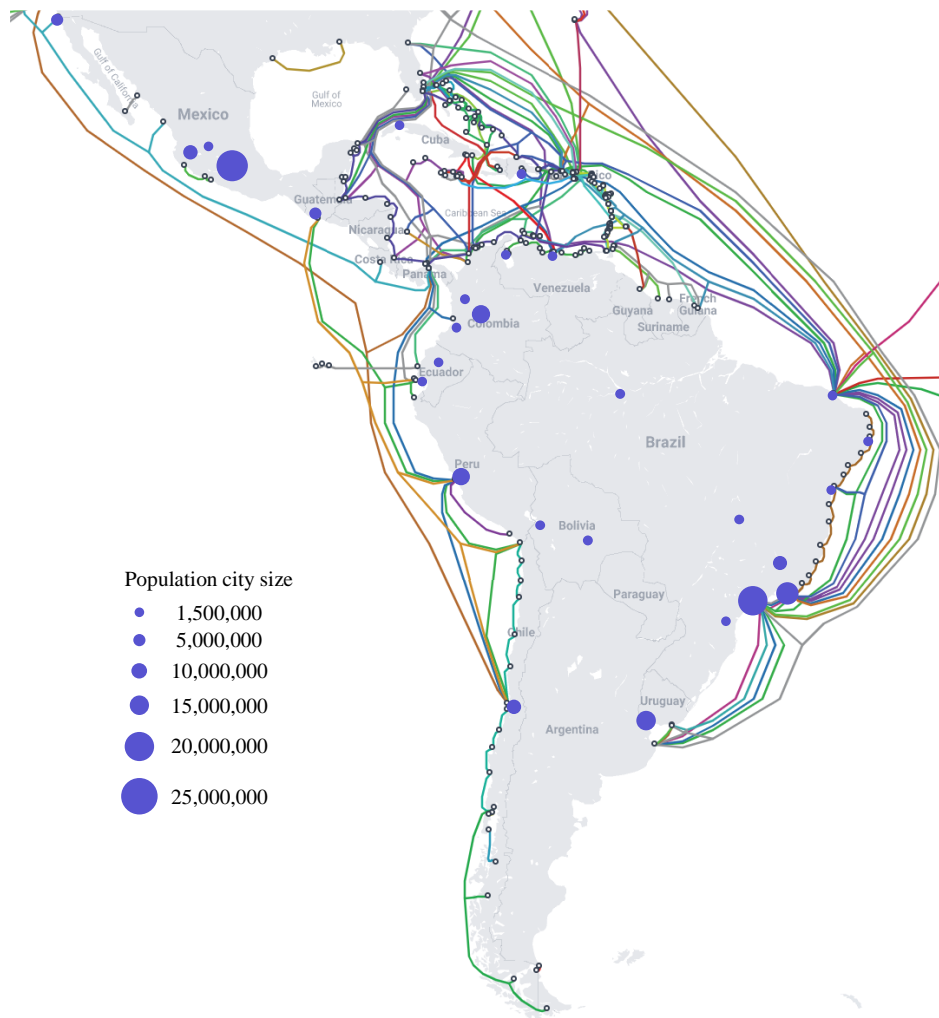 Gulf of California
Gulf of
Mexico
Mexico
Cuba
Guatemala
Caribbean Sea
Nicaragua
Costa Rica
Panama
Venezuela
Guyana
French
Guiana
Suriname
Colombia
Ecuador
Brazil
Peru
Bolivia
Population city size
1,500,000
5,000,000
10,000,000
15,000,000
20,000,000
25,000,000
Paraguay
Chile
Uruguay
Argentina